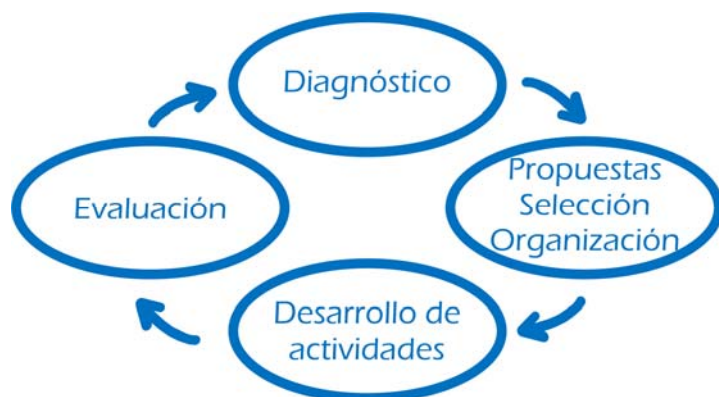 Diagnóstico
Propuestas
Selección
Organización
Desarrollo de
actividades
Evaluación